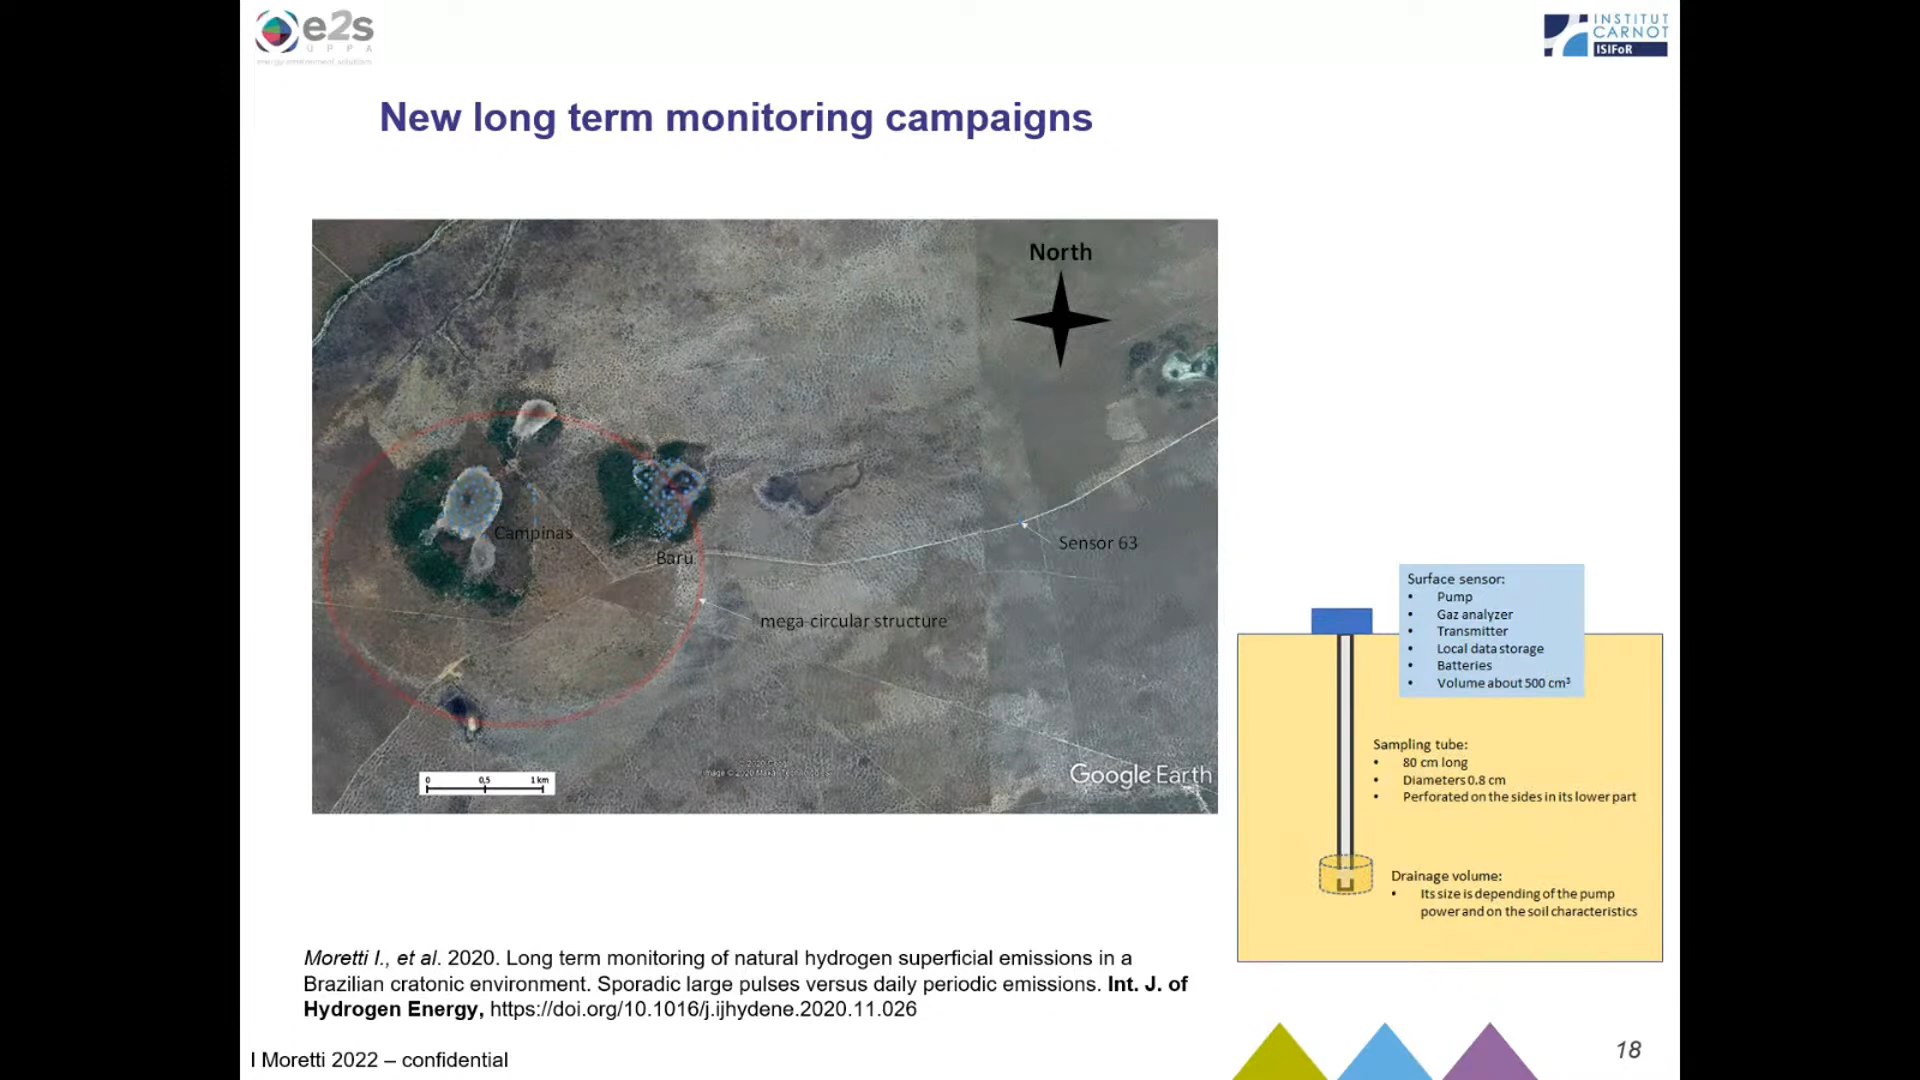 e2s
UPPA
energy environment solutions
INSTITUT
CARNOT
ISIFoR
New long term monitoring campaigns
North
Campinas
Baru
Sensor 63
mega-circular structure
0 0,5 1 km
Google Earth
Surface sensor:
• Pump
• Gaz analyzer
• Transmitter
• Local data storage
• Batteries
• Volume about 500 cm³
Sampling tube:
• 80 cm long
• Diameters 0.8 cm
• Perforated on the sides in its lower part
Drainage volume:
• Its size is depending of the pump
power and on the soil characteristics
Moretti I., et al. 2020. Long term monitoring of natural hydrogen superficial emissions in a
Brazilian cratonic environment. Sporadic large pulses versus daily periodic emissions. Int. J. of
Hydrogen Energy, https://doi.org/10.1016/j.ijhydene.2020.11.026
I Moretti 2022 – confidential
18